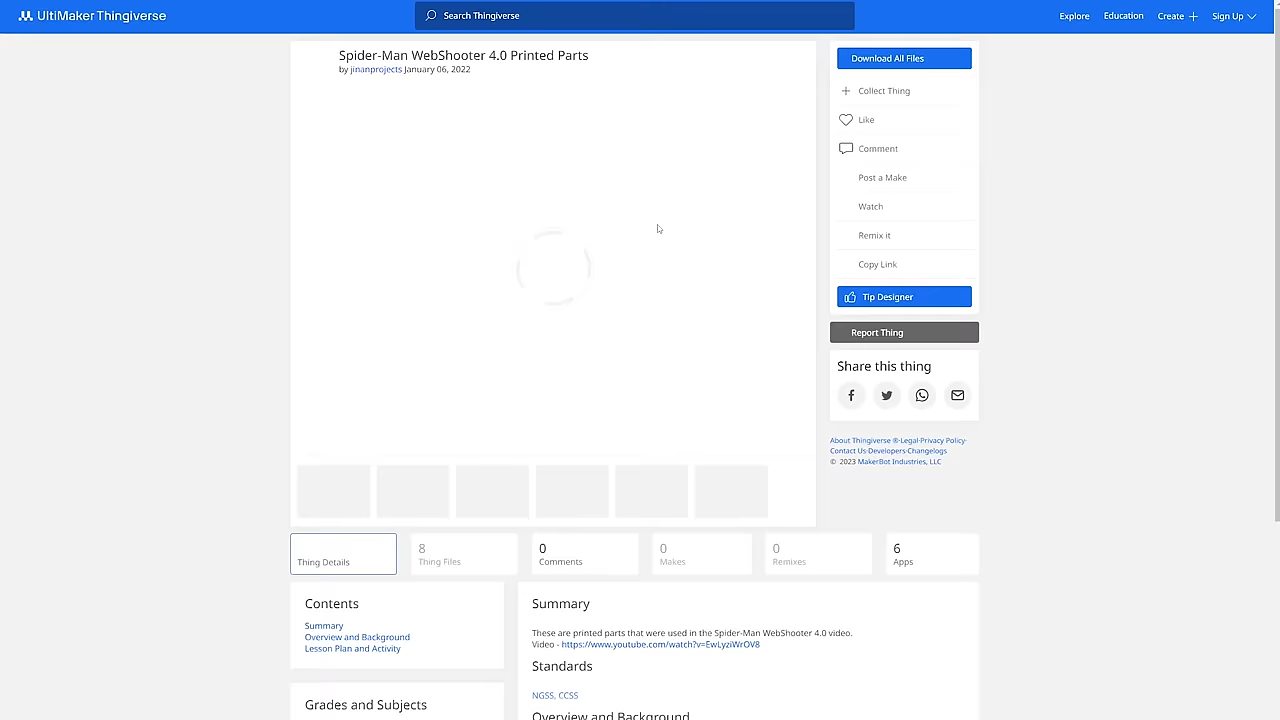 UltiMaker Thingiverse
Search Thingiverse
Explore
Education
Create
Sign Up
Spider-Man WebShooter 4.0 Printed Parts
by jinanprojects January 06, 2022
Download All Files
Collect Thing
Like
Comment
Post a Make
Watch
Remix it
Copy Link
Tip Designer
Report Thing
Share this thing
About Thingiverse ®·Legal·Privacy Policy·
Contact Us·Developers·Changelogs
© 2023 MakerBot Industries, LLC
Thing Details
8
Thing Files
0
Comments
0
Makes
0
Remixes
6
Apps
Contents
Summary
Overview and Background
Lesson Plan and Activity
Grades and Subjects
Summary
These are printed parts that were used in the Spider-Man WebShooter 4.0 video.
Video - https://www.youtube.com/watch?v=EwLyziWrOV8
Standards
NGSS, CCSS
Overview and Background